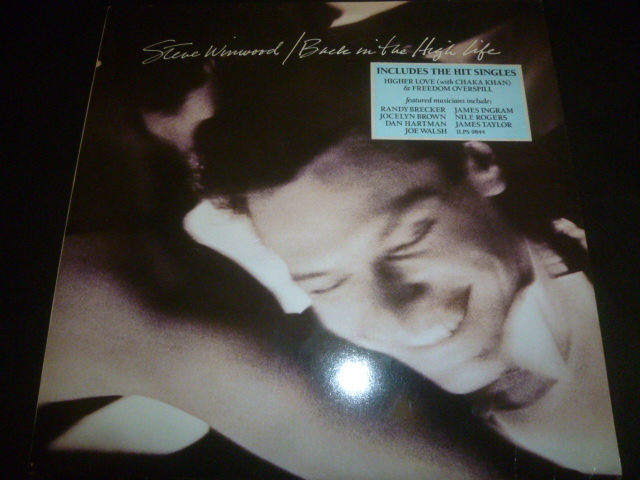 Steve Winwood / Back in the High Life
INCLUDES THE HIT SINGLES
HIGHER LOVE (with CHAKA KHAN)
& FREEDOM OVERSPILL
featured musicians include:
RANDY BRECKER JAMES INGRAM
JOCELYN BROWN NILE ROGERS
DAN HARTMAN JAMES TAYLOR
JOE WALSH ILPS 9844